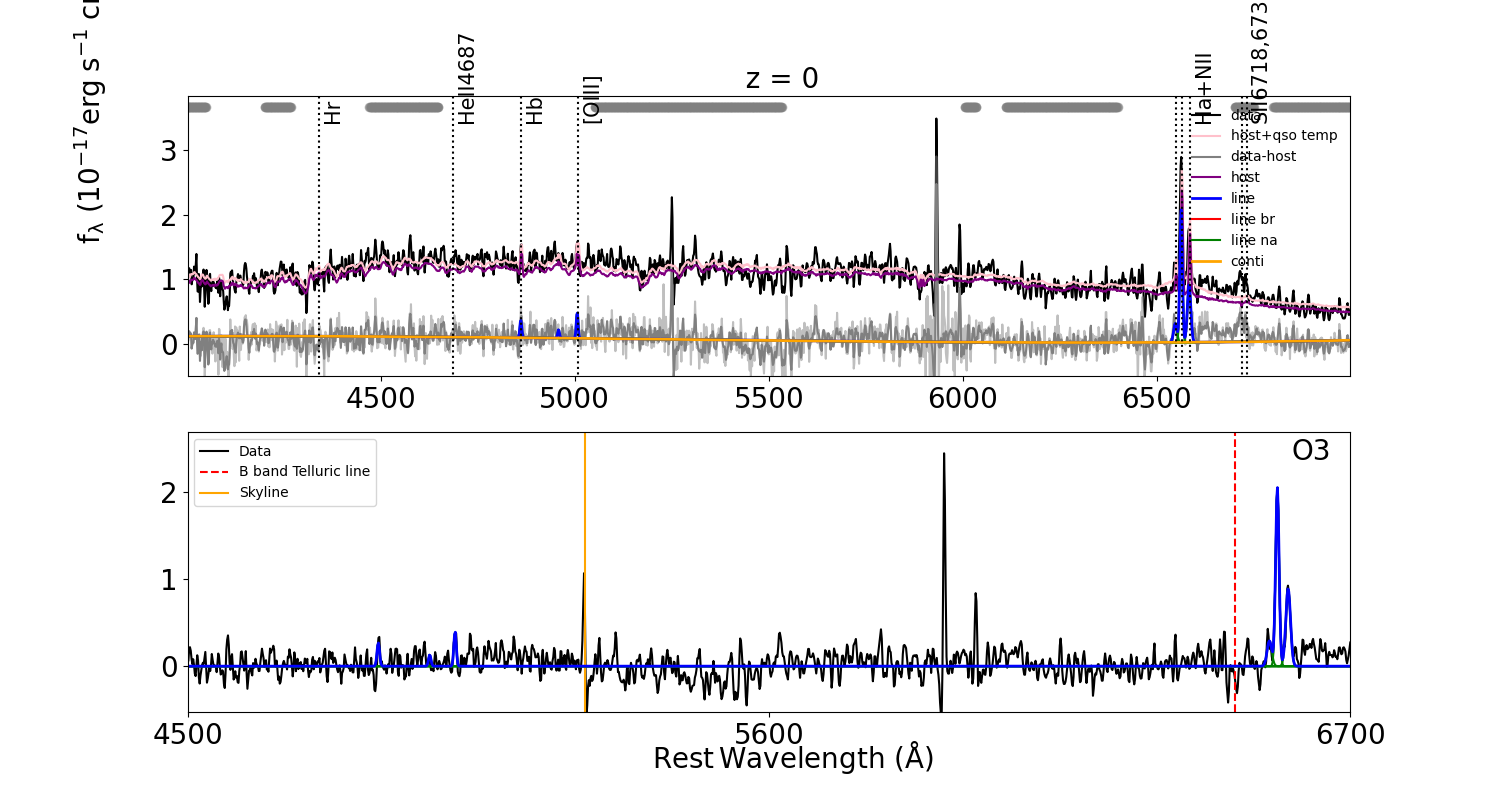 z = 0
f_λ (10^−17 erg s^−1
Hr
HeII4687
Hb
[OIII]
Ha+NII
SII6718,673
data
host+qso temp
data-host
host
line
line br
line na
conti
3
2
1
0
4500 5000 5500 6000 6500
O3
Data
B band Telluric line
Skyline
2
1
0
4500 5600 6700
Rest Wavelength (Å)